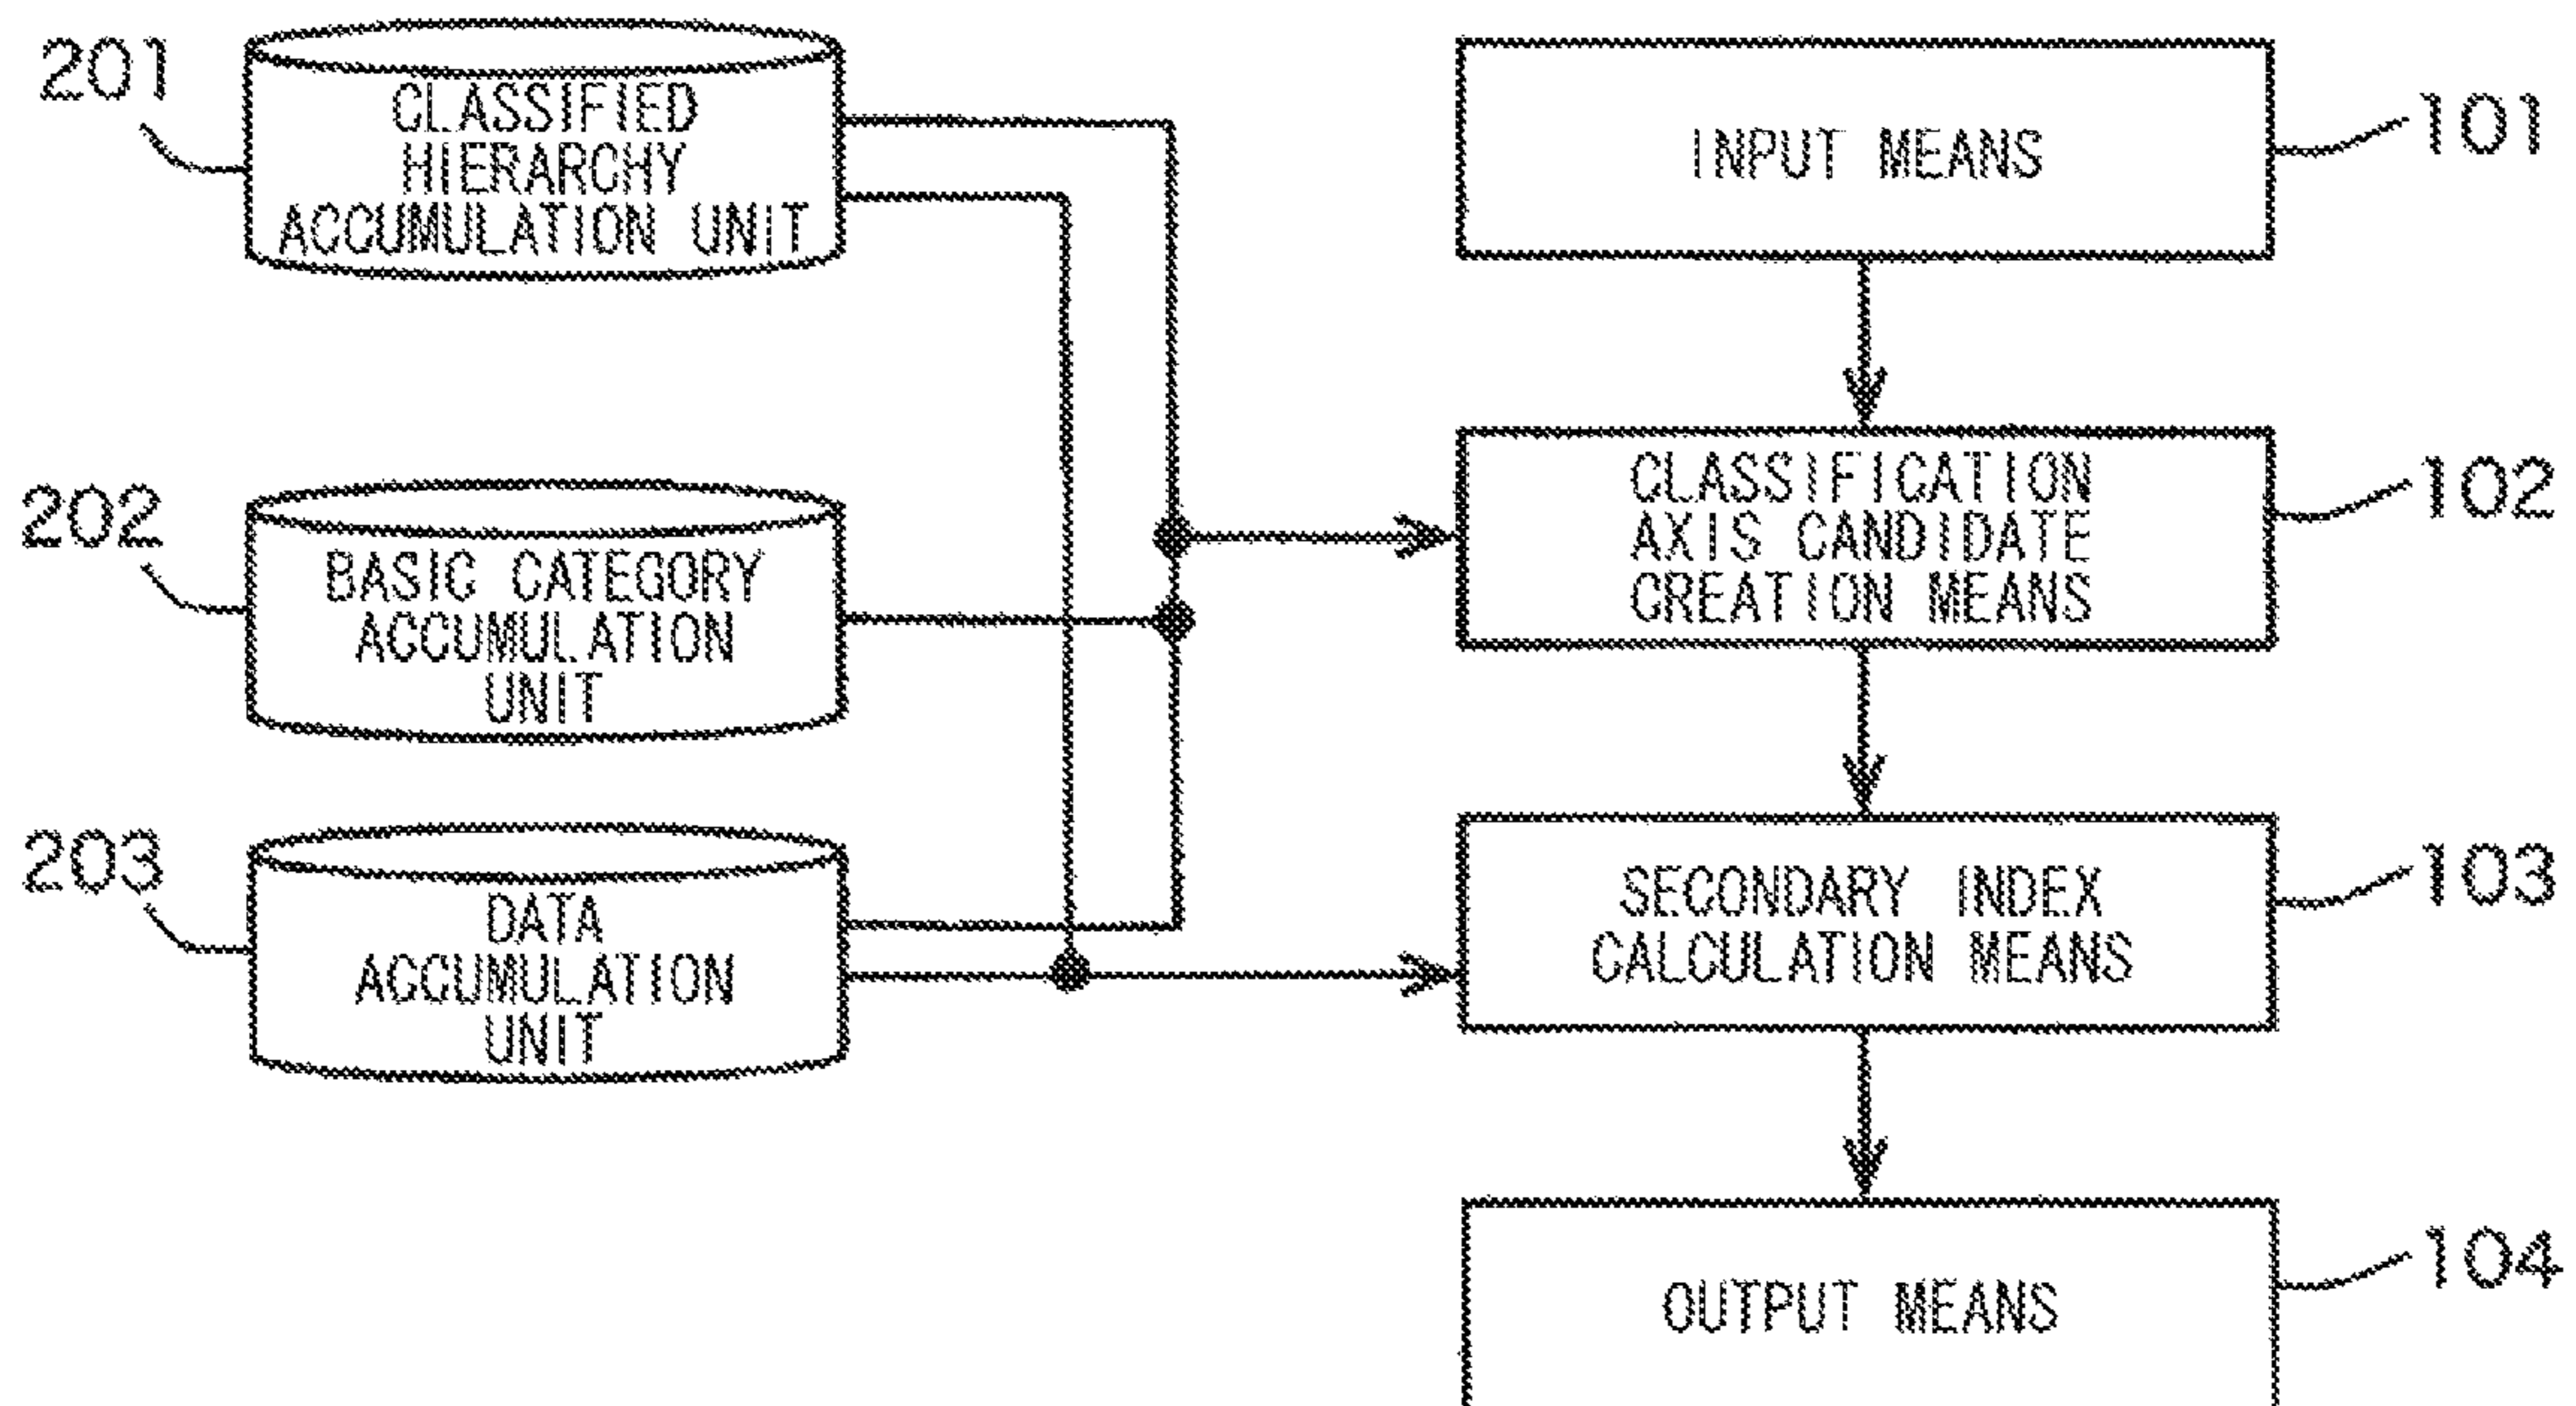 201
CLASSIFIED
HIERARCHY
ACCUMULATION UNIT
INPUT MEANS
101
202
BASIC CATEGORY
ACCUMULATION
UNIT
CLASSIFICATION
AXIS CANDIDATE
CREATION MEANS
102
203
DATA
ACCUMULATION
UNIT
SECONDARY INDEX
CALCULATION MEANS
103
OUTPUT MEANS
104